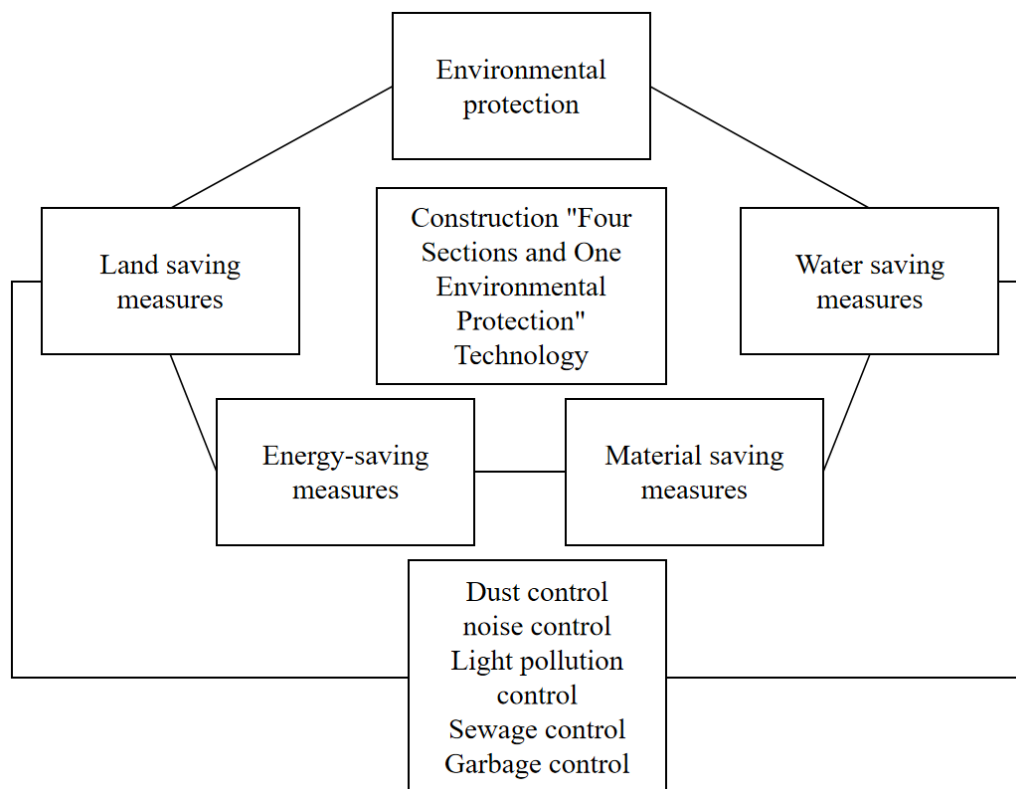 Environmental
protection
Construction "Four
Sections and One
Environmental
Protection"
Technology
Land saving
measures
Water saving
measures
Energy-saving
measures
Material saving
measures
Dust control
noise control
Light pollution
control
Sewage control
Garbage control